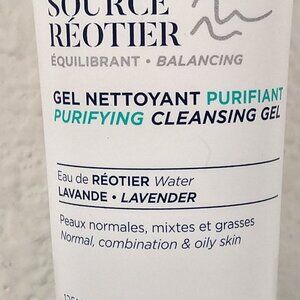 SOURCE
RÉOTIER
ÉQUILIBRANT • BALANCING
GEL NETTOYANT PURIFIANT
PURIFYING CLEANSING GEL
Eau de RÉOTIER Water
LAVANDE • LAVENDER
Peaux normales, mixtes et grasses
Normal, combination & oily skin